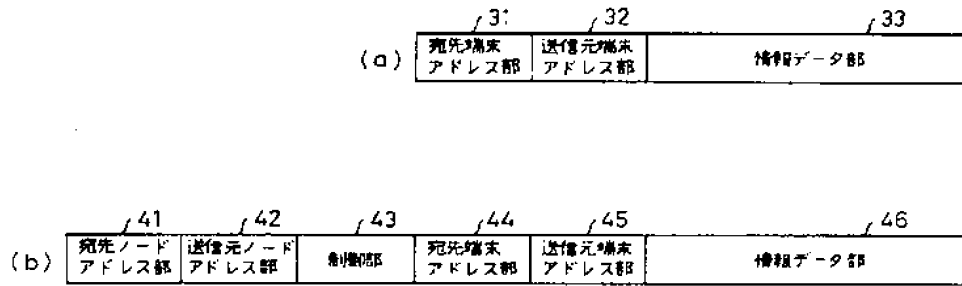 31 32 33
(a) 宛先端末 送信元端末 情報データ部
アドレス部 アドレス部
41 42 43 44 45 46
(b) 宛先ノード 送信元ノード 制御部 宛先端末 送信元端末 情報データ部
アドレス部 アドレス部 アドレス部 アドレス部